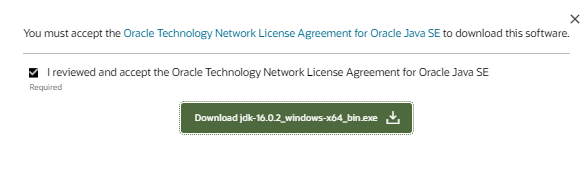 You must accept the Oracle Technology Network License Agreement for Oracle Java SE to download this software.
I reviewed and accept the Oracle Technology Network License Agreement for Oracle Java SE
Required
Download jdk-16.0.2_windows-x64_bin.exe